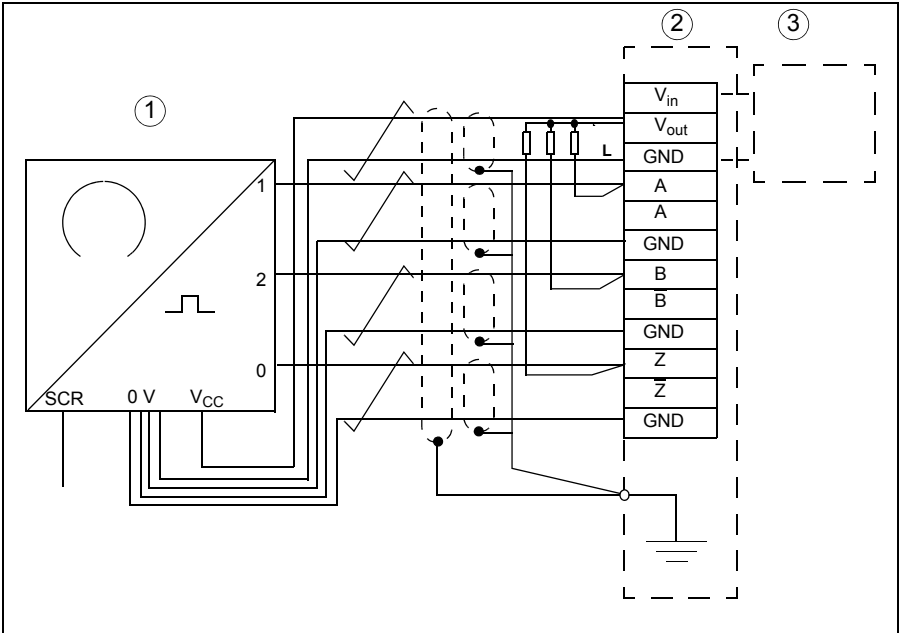 1
2
3
1
2
0
SCR
0 V
VCC
L
Vin
Vout
GND
A
A
GND
B
B̅
GND
Z
Z̅
GND